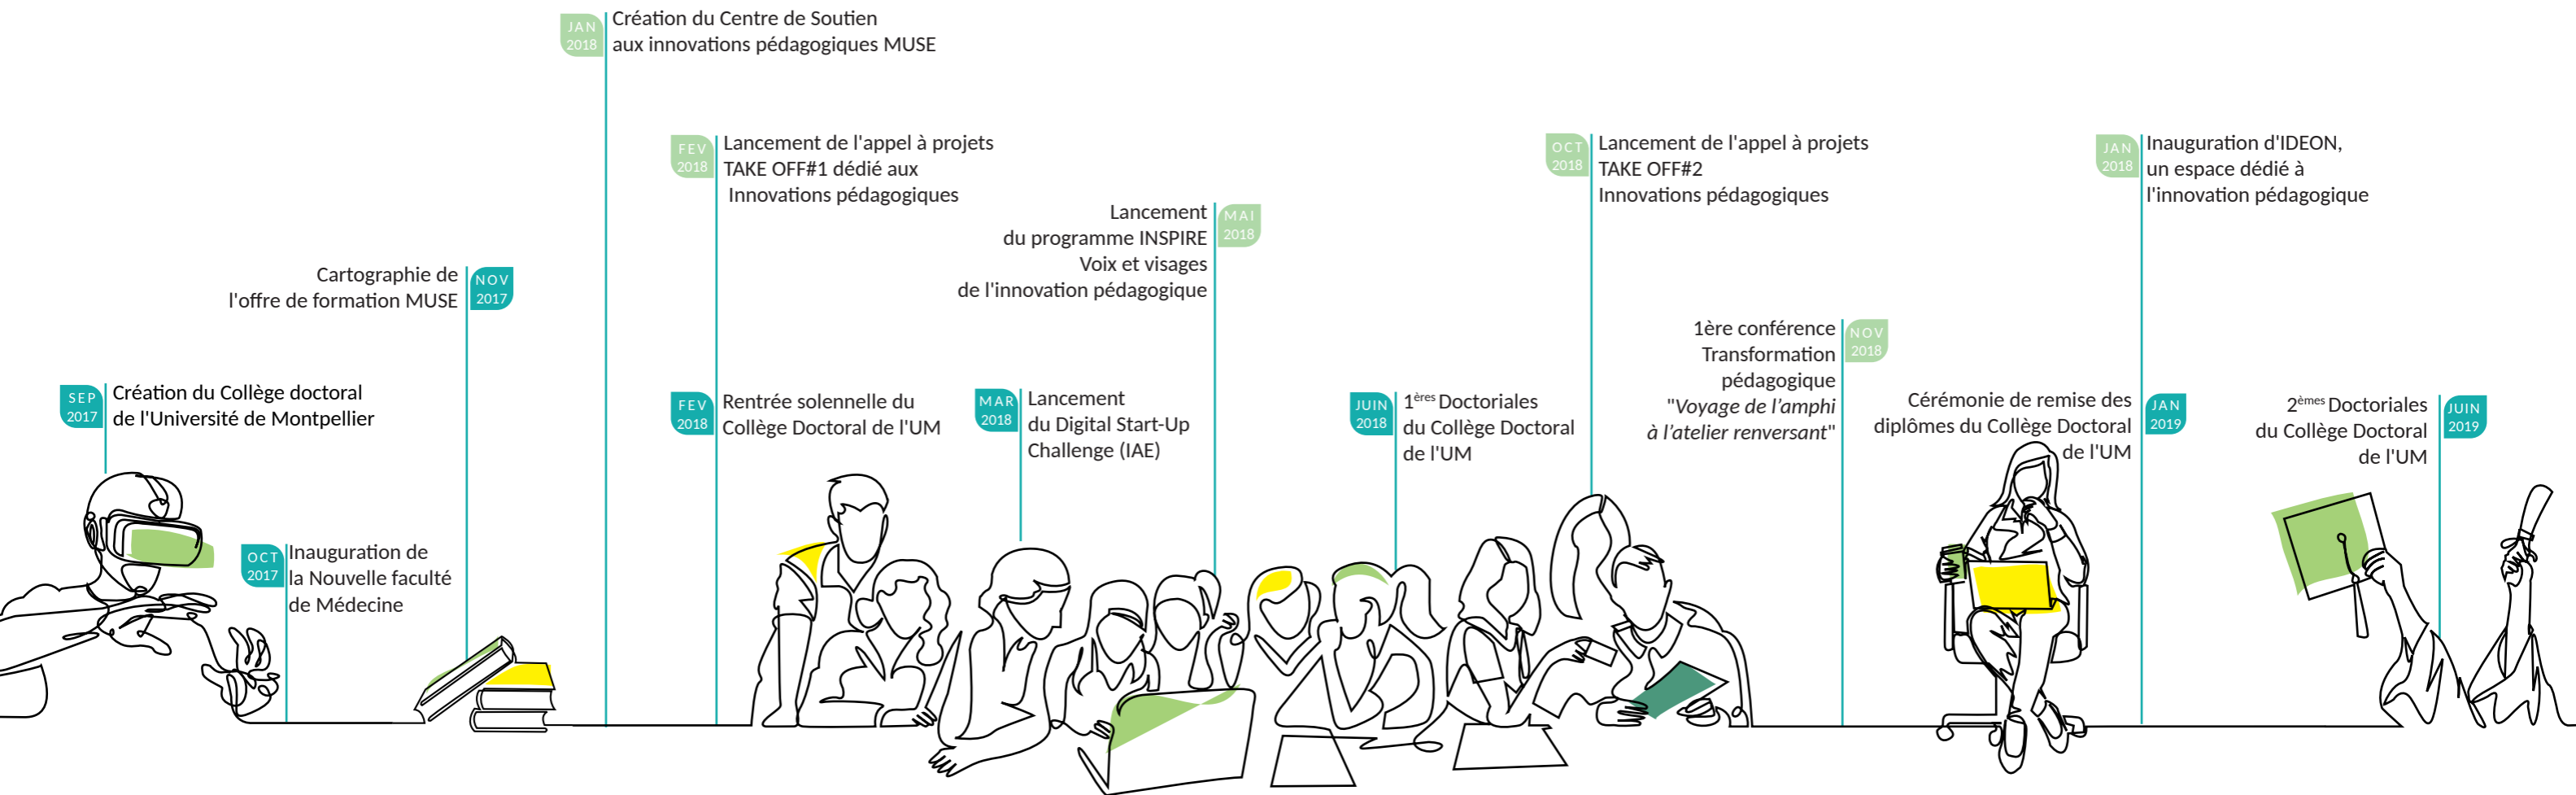 SEP
2017
Création du Collège doctoral
de l'Université de Montpellier
OCT
2017
Inauguration de
la Nouvelle faculté
de Médecine
Cartographie de
l'offre de formation MUSE
NOV
2017
JAN
2018
Création du Centre de Soutien
aux innovations pédagogiques MUSE
FEV
2018
Lancement de l'appel à projets
TAKE OFF#1 dédié aux
Innovations pédagogiques
FEV
2018
Rentrée solennelle du
Collège Doctoral de l'UM
MAR
2018
Lancement
du Digital Start-Up
Challenge (IAE)
Lancement
du programme INSPIRE
Voix et visages
de l'innovation pédagogique
MAI
2018
JUIN
2018
1ères Doctoriales
du Collège Doctoral
de l'UM
OCT
2018
Lancement de l'appel à projets
TAKE OFF#2
Innovations pédagogiques
1ère conférence
Transformation
pédagogique
"Voyage de l’amphi
à l’atelier renversant"
NOV
2018
JAN
2018
Inauguration d'IDEON,
un espace dédié à
l'innovation pédagogique
Cérémonie de remise des
diplômes du Collège Doctoral
de l'UM
JAN
2019
2èmes Doctoriales
du Collège Doctoral
de l'UM
JUIN
2019